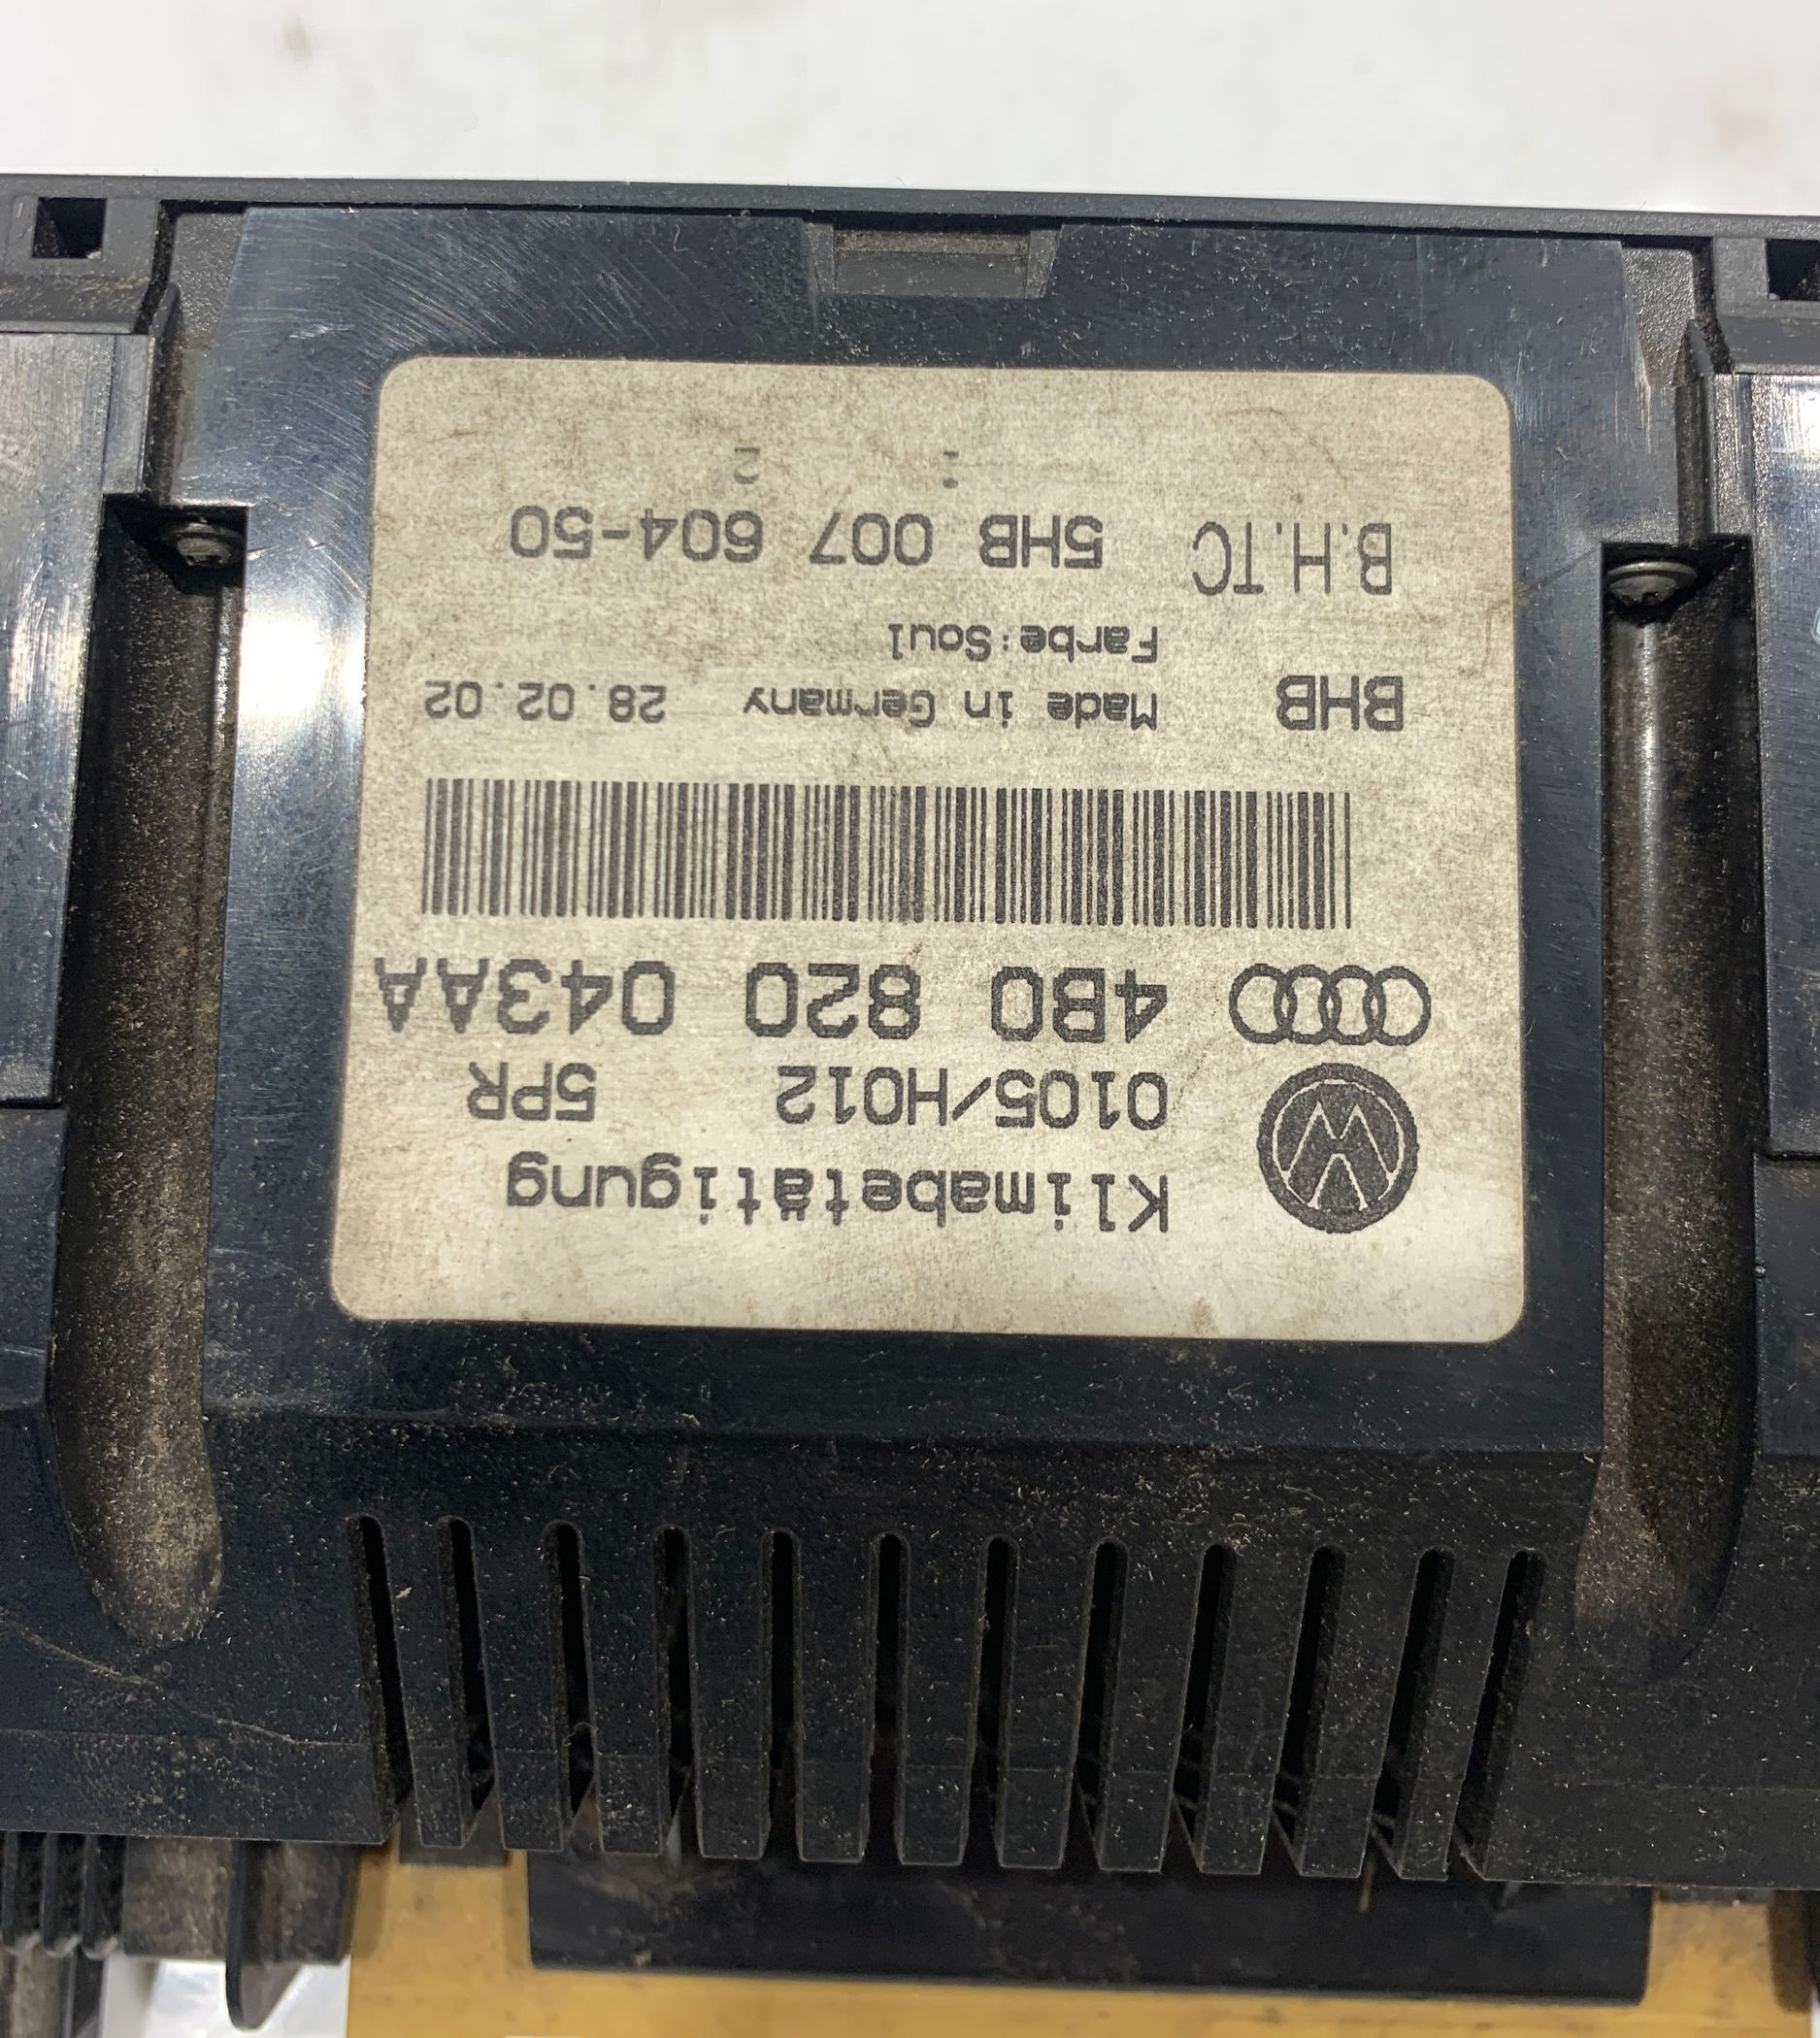 Klimabetätigung
0105/H012 5PR
4B0 820 043AA
BHB Made in Germany 28.02.02
Farbe:Soul
B.H.TC 5HB 007 604-50